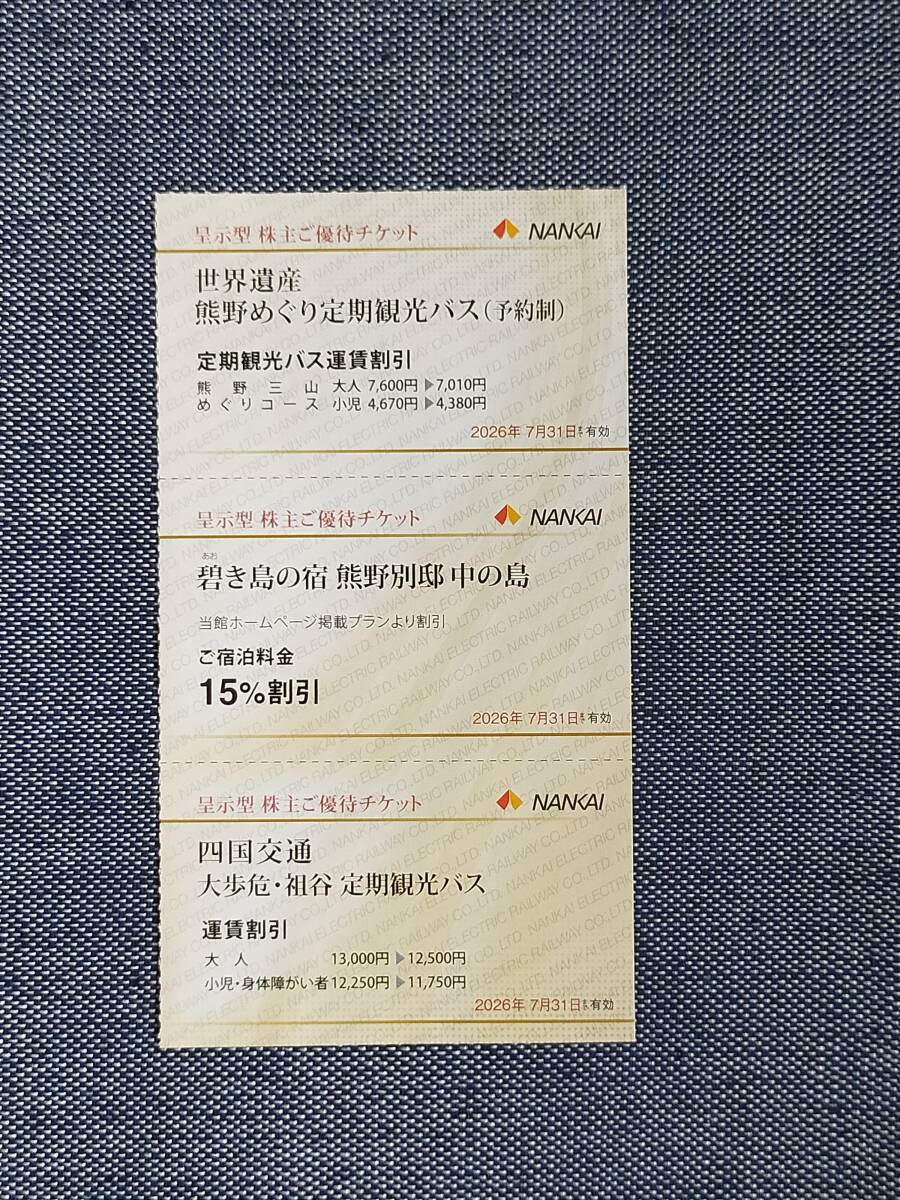 呈示型 株主ご優待チケット NANKAI
世界遺産
熊野めぐり定期観光バス(予約制)
定期観光バス運賃割引
熊野三山 大人 7,600円▶7,010円
めぐりコース 小児 4,670円▶4,380円
2026年 7月31日まで有効
呈示型 株主ご優待チケット NANKAI
あお
碧き島の宿 熊野別邸 中の島
当館ホームページ掲載プランより割引
ご宿泊料金
15%割引
2026年 7月31日まで有効
呈示型 株主ご優待チケット NANKAI
四国交通
大歩危・祖谷 定期観光バス
運賃割引
大人 13,000円▶12,500円
小児・身体障がい者 12,250円▶11,750円
2026年 7月31日まで有効
NANKAI ELECTRIC RAILWAY CO.,LTD.